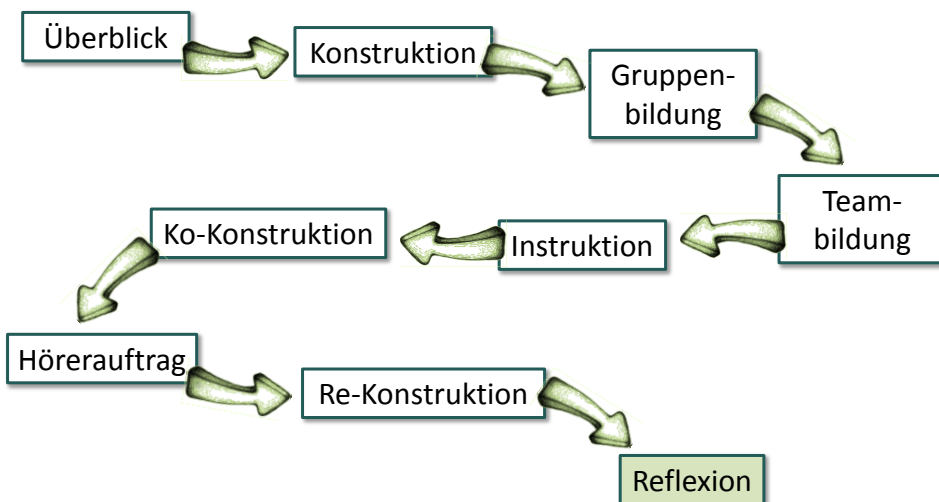 Überblick
Konstruktion
Gruppen-
bildung
Team-
bildung
Instruktion
Ko-Konstruktion
Hörerauftrag
Re-Konstruktion
Reflexion